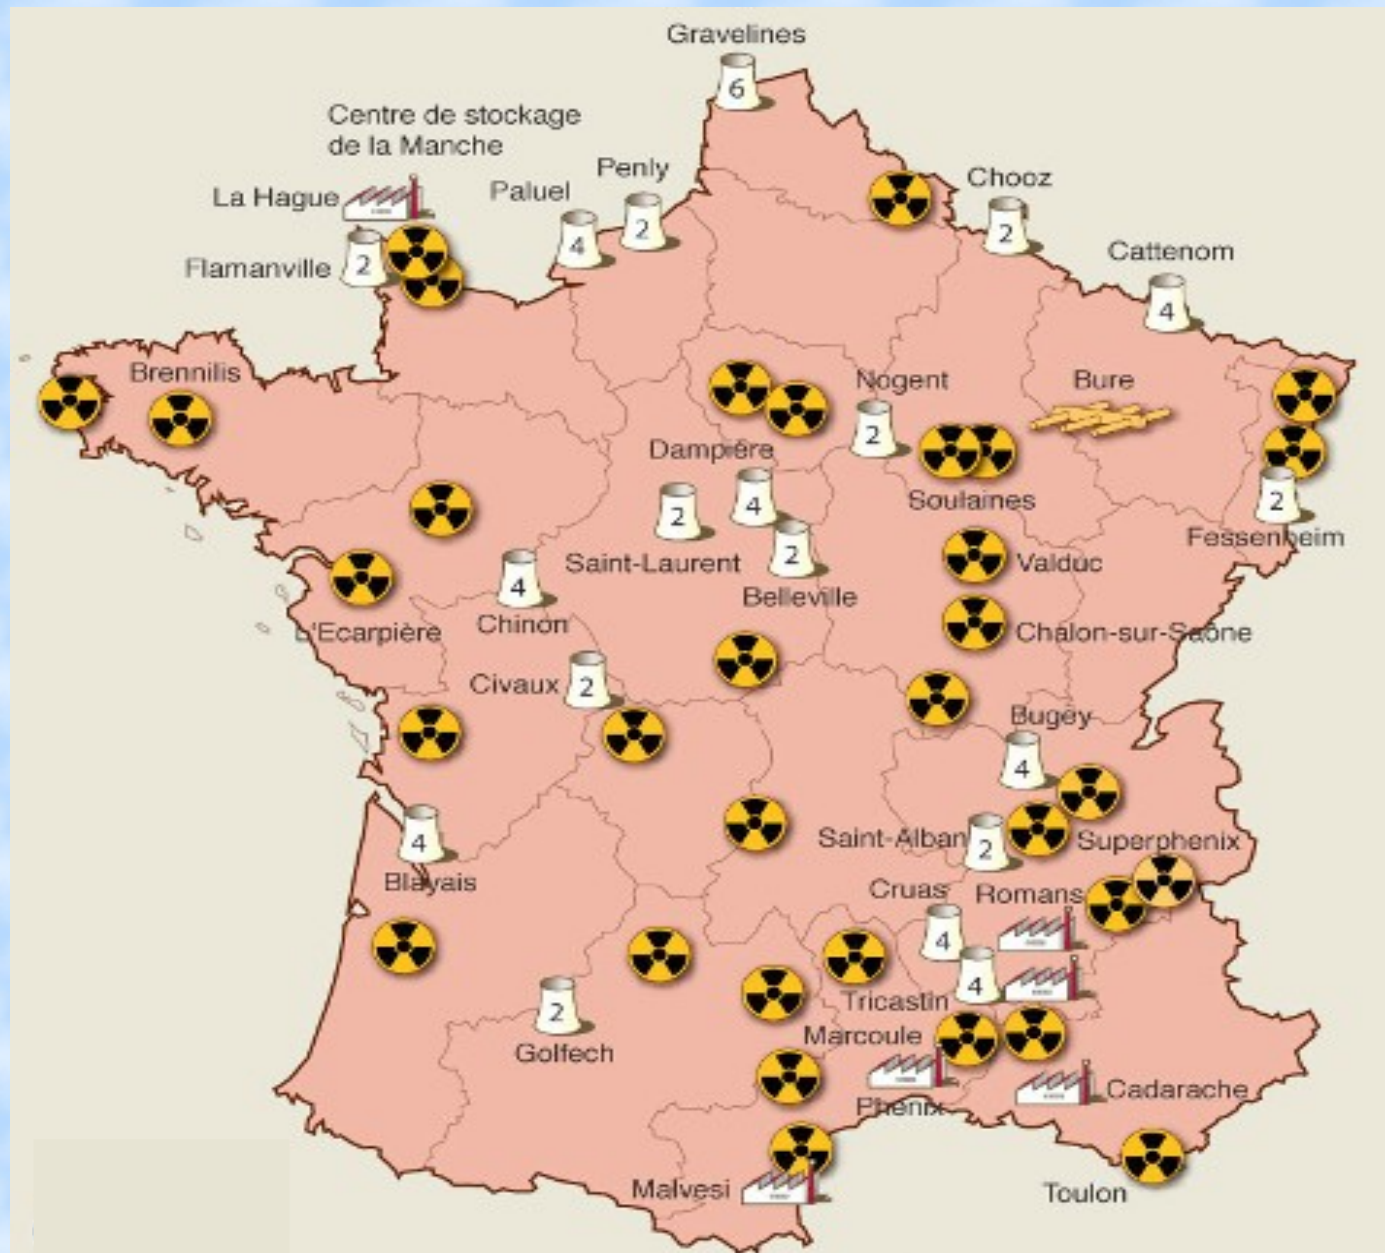 Gravelines
6
Centre de stockage
de la Manche
Penly
Chooz
La Hague
Paluel
2
2
4
Cattenom
Flamanville
2
4
Brennilis
Nogent
Bure
2
Dampière
4
Soulaines
2
2
Saint-Laurent
2
Fessenheim
Valduc
4
Belleville
Chinon
L'Ecarpière
Chalon-sur-Saône
Civaux
2
Bugey
4
Saint-Alban
2
Superphenix
4
Blayais
Cruas
Romans
4
Tricastin
4
2
Golfech
Marcoule
Phenix
Cadarache
Malvesi
Toulon